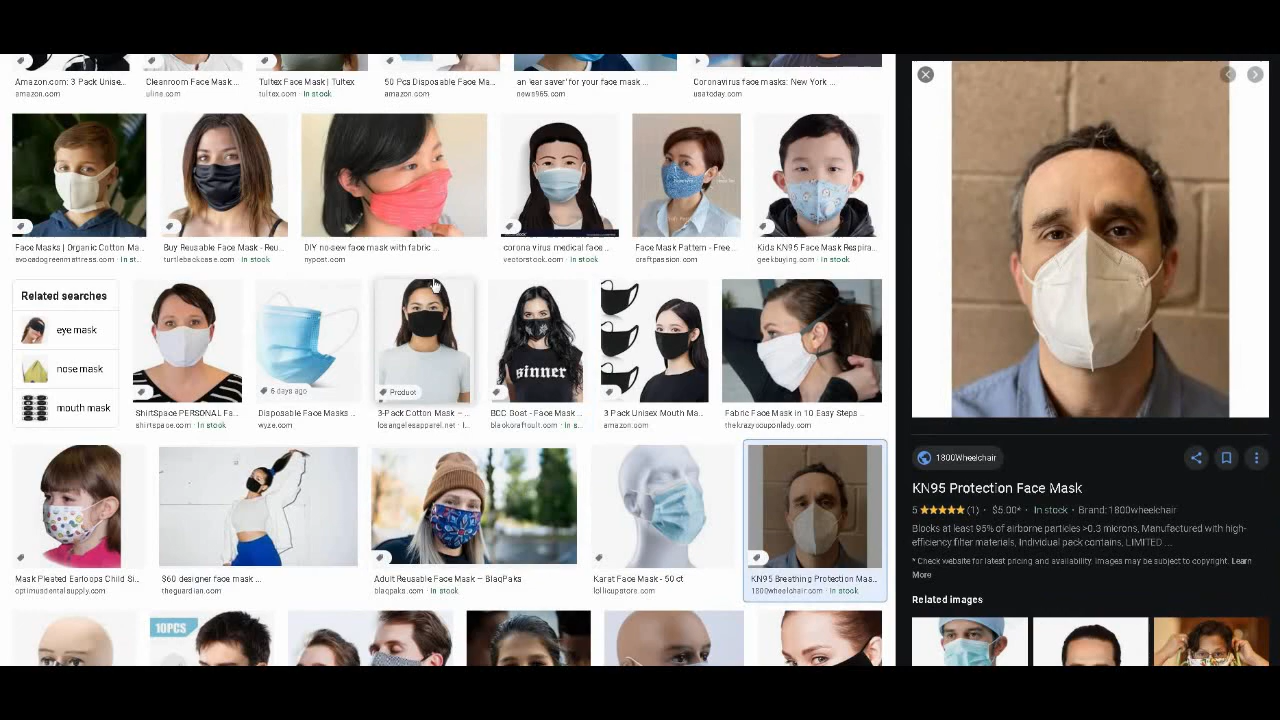 Amazon.com: 3 Pack Unise...
amazon.com
Cleanroom Face Mask ...
uline.com
Tultex Face Mask | Tultex
tultex.com · In stock
50 Pcs Disposable Face Ma...
amazon.com
an 'ear saver' for your face mask ...
news965.com
Coronavirus face masks: New York ...
usatoday.com
Face Masks | Organic Cotton Ma...
avocadogreenmattress.com · In st...
Buy Reusable Face Mask - Reu...
turtlebackcase.com · In stock
DIY no-sew face mask with fabric: ...
nypost.com
corona virus medical face ...
vectorstock.com · In stock
Face Mask Pattern - Free ...
craftpassion.com
Kids KN95 Face Mask Respira...
geekbuying.com · In stock
Related searches
eye mask
nose mask
mouth mask
ShirtSpace PERSONAL Fa...
shirtspace.com · In stock
6 days ago
Disposable Face Masks ...
wyze.com
Product
3-Pack Cotton Mask – ...
losangelesapparel.net · I...
sinner
BCC Goat - Face Mask ...
blackcraftcult.com · In s...
3 Pack Unisex Mouth Ma...
amazon.com
Fabric Face Mask in 10 Easy Steps ...
thekrazycouponlady.com
Mask Pleated Earloops Child Si...
optimusdentalsupply.com
$60 designer face mask ...
theguardian.com
Adult Reusable Face Mask – BlaqPaks
blaqpaks.com · In stock
Karat Face Mask - 50 ct
lollicupstore.com
KN95 Breathing Protection Mas...
1800wheelchair.com · In stock
10PCS
1800Wheelchair
KN95 Protection Face Mask
5 ★★★★★ (1) · $5.00* · In stock · Brand: 1800wheelchair
Blocks at least 95% of airborne particles >0.3 microns, Manufactured with high-
efficiency filter materials, Individual pack contains, LIMITED ...
* Check website for latest pricing and availability. Images may be subject to copyright. Learn
More
Related images